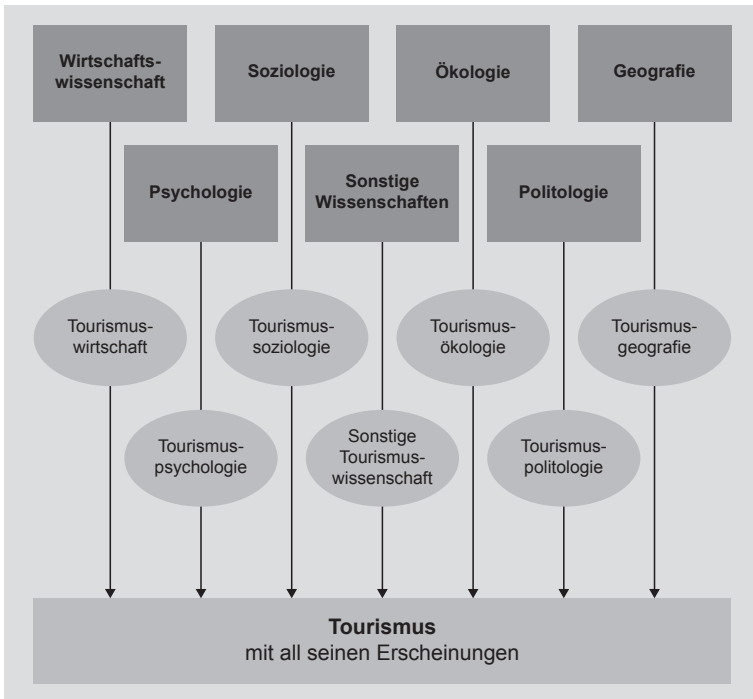 Wirtschafts-
wissenschaft
Soziologie
Ökologie
Geografie
Psychologie
Sonstige
Wissenschaften
Politologie
Tourismus-
wirtschaft
Tourismus-
soziologie
Tourismus-
ökologie
Tourismus-
geografie
Tourismus-
psychologie
Sonstige
Tourismus-
wissenschaft
Tourismus-
politologie
Tourismus
mit all seinen Erscheinungen